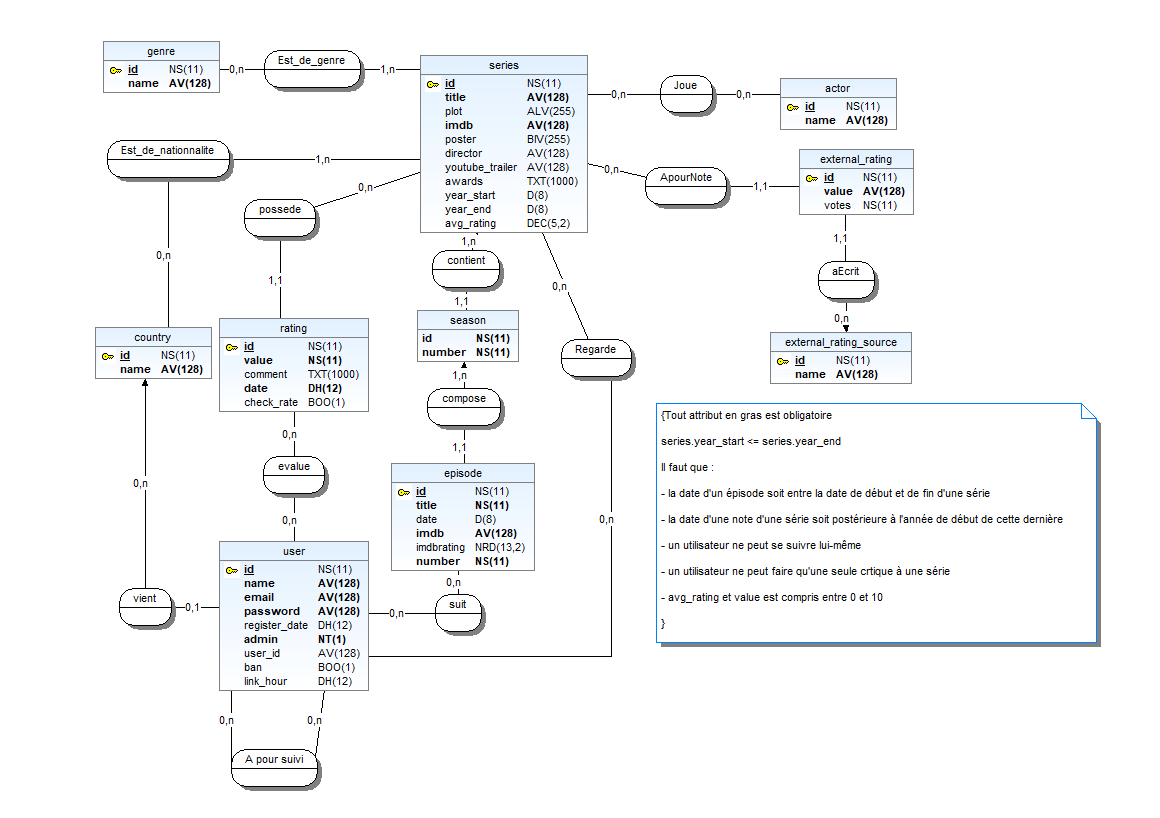 genre
id NS(11)
name AV(128)
0,n
Est_de_genre
1,n
series
id NS(11)
title AV(128)
plot ALV(255)
imdb AV(128)
poster BIV(255)
director AV(128)
youtube_trailer AV(128)
awards TXT(1000)
year_start D(8)
year_end D(8)
avg_rating DEC(5,2)
0,n
Joue
0,n
actor
id NS(11)
name AV(128)
Est_de_nationnalite
1,n
0,n
0,n
possede
1,1
0,n
ApourNote
1,1
external_rating
id NS(11)
value AV(128)
votes NS(11)
1,1
aEcrit
0,n
external_rating_source
id NS(11)
name AV(128)
1,n
contient
1,1
season
id NS(11)
number NS(11)
0,n
Regarde
0,n
country
id NS(11)
name AV(128)
rating
id NS(11)
value NS(11)
comment TXT(1000)
date DH(12)
check_rate BOO(1)
1,n
compose
1,1
episode
id NS(11)
title NS(11)
date D(8)
imdb AV(128)
imdbrating NRD(13,2)
number NS(11)
0,n
evalue
0,n
0,n
vient
0,1
user
id NS(11)
name AV(128)
email AV(128)
password AV(128)
register_date DH(12)
admin NT(1)
user_id AV(128)
ban BOO(1)
link_hour DH(12)
0,n
suit
0,n
0,n
0,n
A pour suivi
{Tout attribut en gras est obligatoire
series.year_start <= series.year_end
Il faut que :
- la date d'un épisode soit entre la date de début et de fin d'une série
- la date d'une note d'une série soit postérieure à l'année de début de cette dernière
- un utilisateur ne peut se suivre lui-même
- un utilisateur ne peut faire qu'une seule crtique à une série
- avg_rating et value est compris entre 0 et 10
}